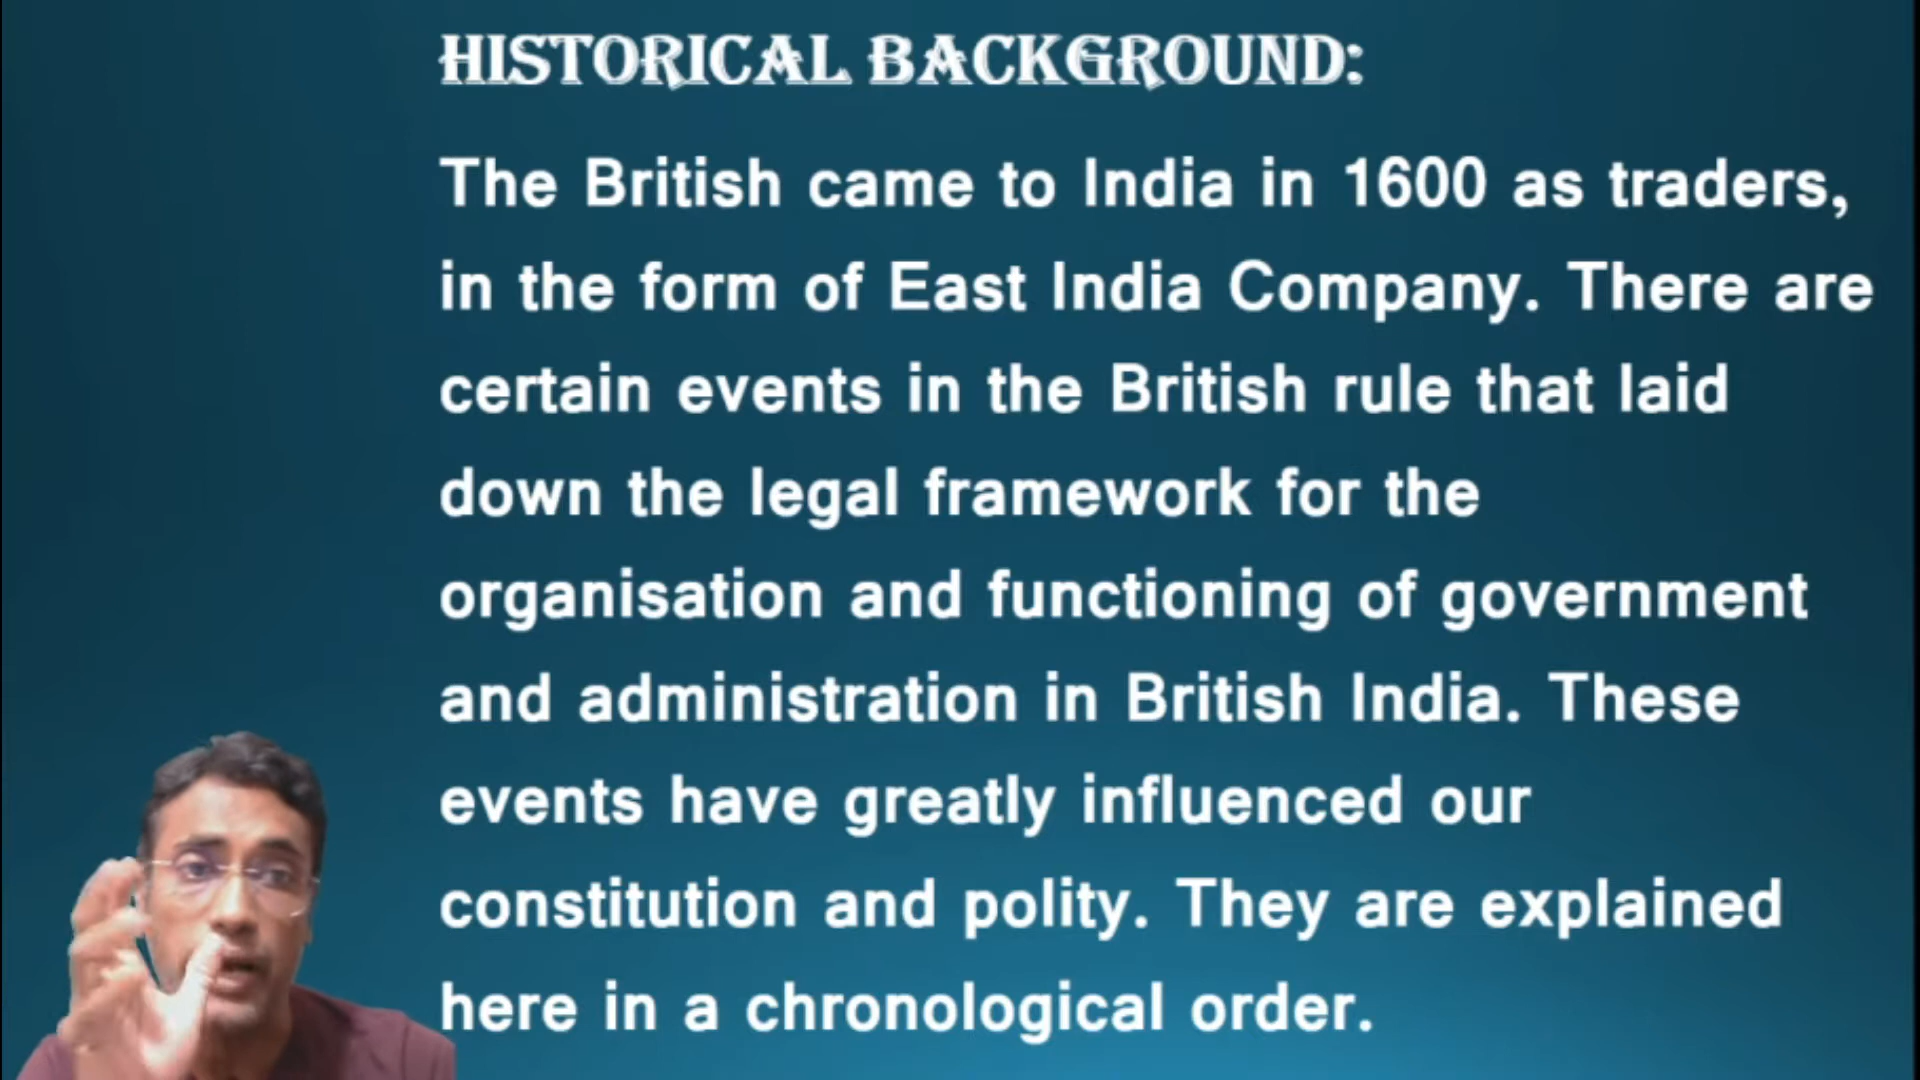 HISTORICAL BACKGROUND:
The British came to India in 1600 as traders,
in the form of East India Company. There are
certain events in the British rule that laid
down the legal framework for the
organisation and functioning of government
and administration in British India. These
events have greatly influenced our
constitution and polity. They are explained
here in a chronological order.